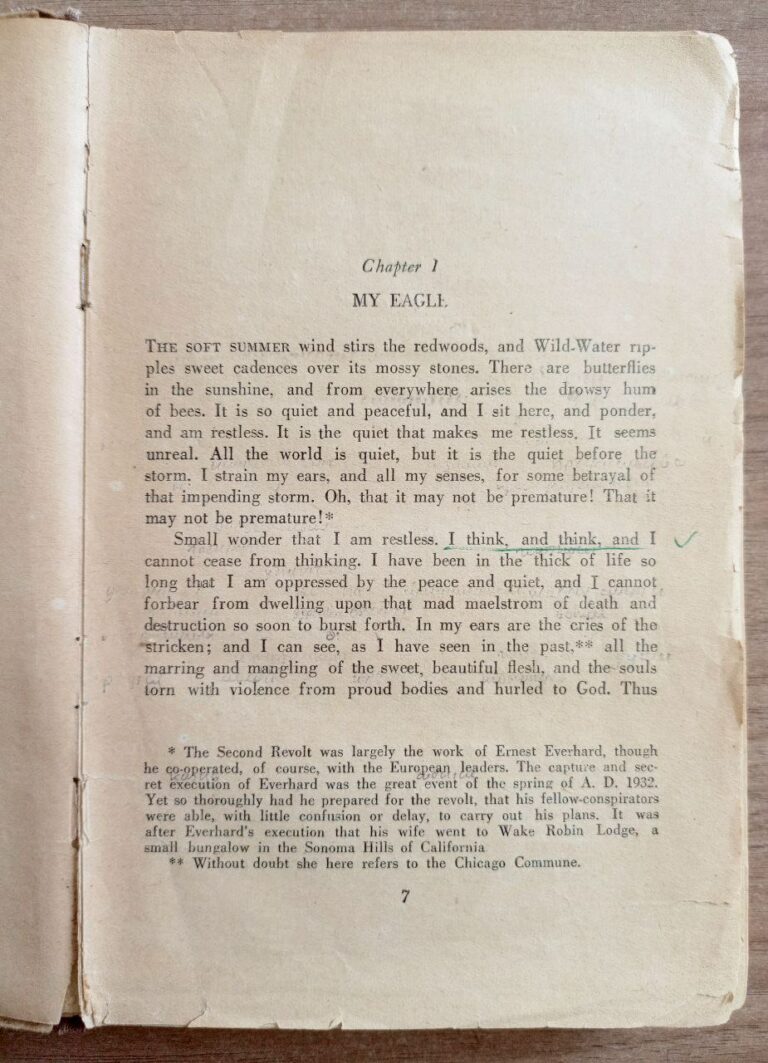 Chapter 1
MY EAGLE
THE SOFT SUMMER wind stirs the redwoods, and Wild-Water rip-
ples sweet cadences over its mossy stones. There are butterflies
in the sunshine, and from everywhere arises the drowsy hum
of bees. It is so quiet and peaceful, and I sit here, and ponder,
and am restless. It is the quiet that makes me restless. It seems
unreal. All the world is quiet, but it is the quiet before the
storm. I strain my ears, and all my senses, for some betrayal of
that impending storm. Oh, that it may not be premature! That it
may not be premature!*
Small wonder that I am restless. I think, and think, and I
cannot cease from thinking. I have been in the thick of life so
long that I am oppressed by the peace and quiet, and I cannot
forbear from dwelling upon that mad maelstrom of death and
destruction so soon to burst forth. In my ears are the cries of the
stricken; and I can see, as I have seen in the past,** all the
marring and mangling of the sweet, beautiful flesh, and the souls
torn with violence from proud bodies and hurled to God. Thus
* The Second Revolt was largely the work of Ernest Everhard, though
he co-operated, of course, with the European leaders. The capture and sec-
ret execution of Everhard was the great event of the spring of A. D. 1932.
Yet so thoroughly had he prepared for the revolt, that his fellow-conspirators
were able, with little confusion or delay, to carry out his plans. It was
after Everhard's execution that his wife went to Wake Robin Lodge, a
small bungalow in the Sonoma Hills of California
** Without doubt she here refers to the Chicago Commune.
7